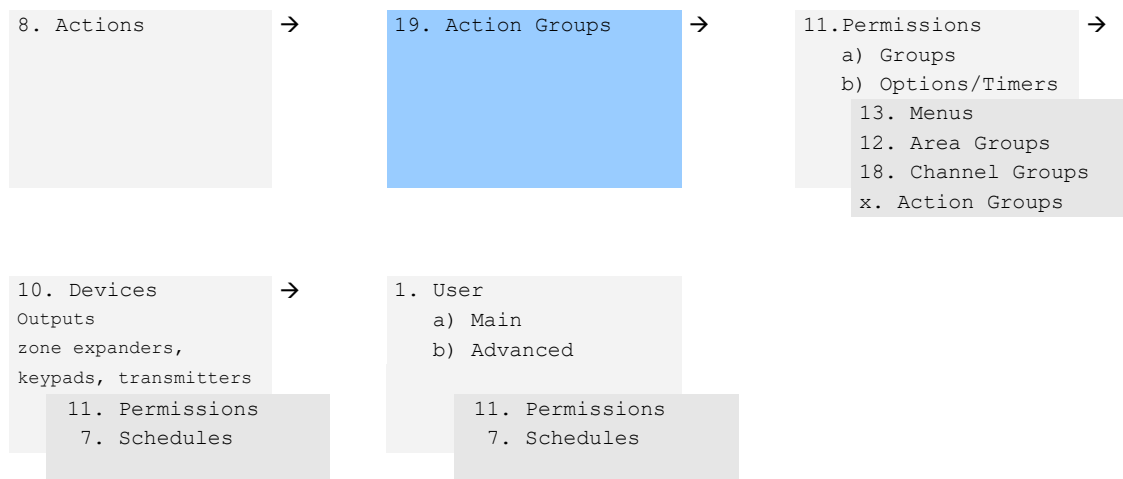 8. Actions →
19. Action Groups →
11.Permissions →
a) Groups
b) Options/Timers
13. Menus
12. Area Groups
18. Channel Groups
x. Action Groups
10. Devices →
Outputs
zone expanders,
keypads, transmitters
11. Permissions
7. Schedules
1. User
a) Main
b) Advanced
11. Permissions
7. Schedules